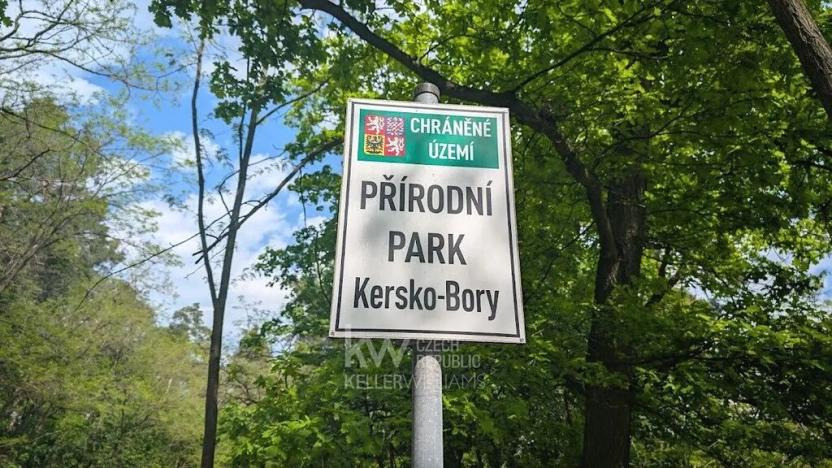 CHRÁNĚNÉ
ÚZEMÍ
PŘÍRODNÍ
PARK
Kersko-Bory
kw CZECH
REPUBLIC
KELLERWILLIAMS